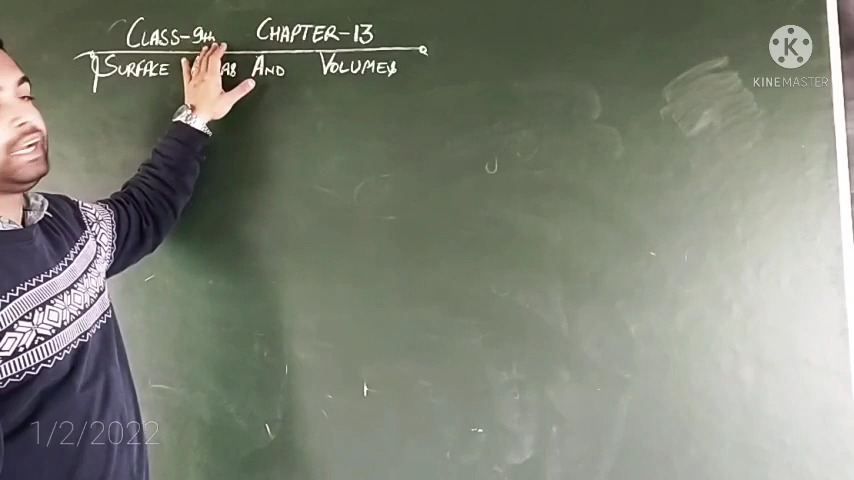 CLASS-9th CHAPTER-13
SURFACE AND VOLUMES
KINEMASTER
1/2/2022